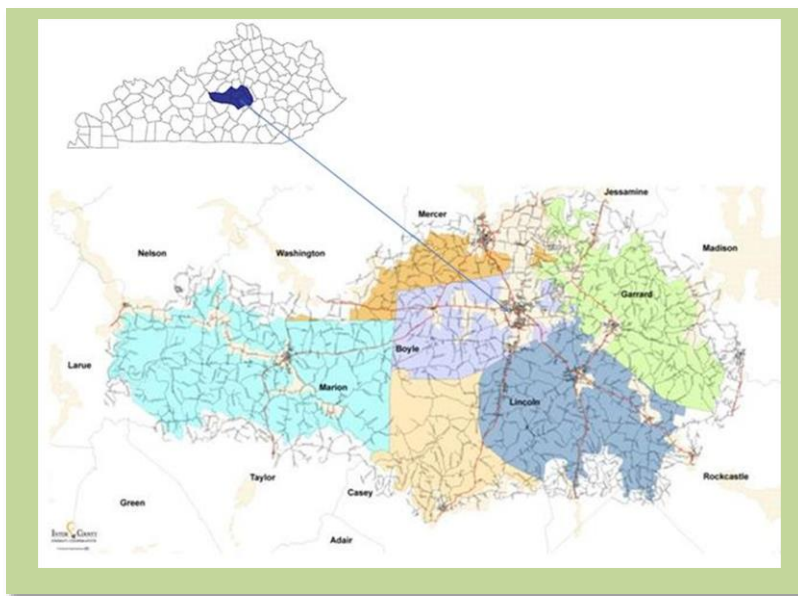 Jessamine
Mercer
Madison
Nelson
Washington
Garrard
Boyle
Larue
Marion
Lincoln
Taylor
Rockcastle
Casey
Green
INTER COUNTY
Adair